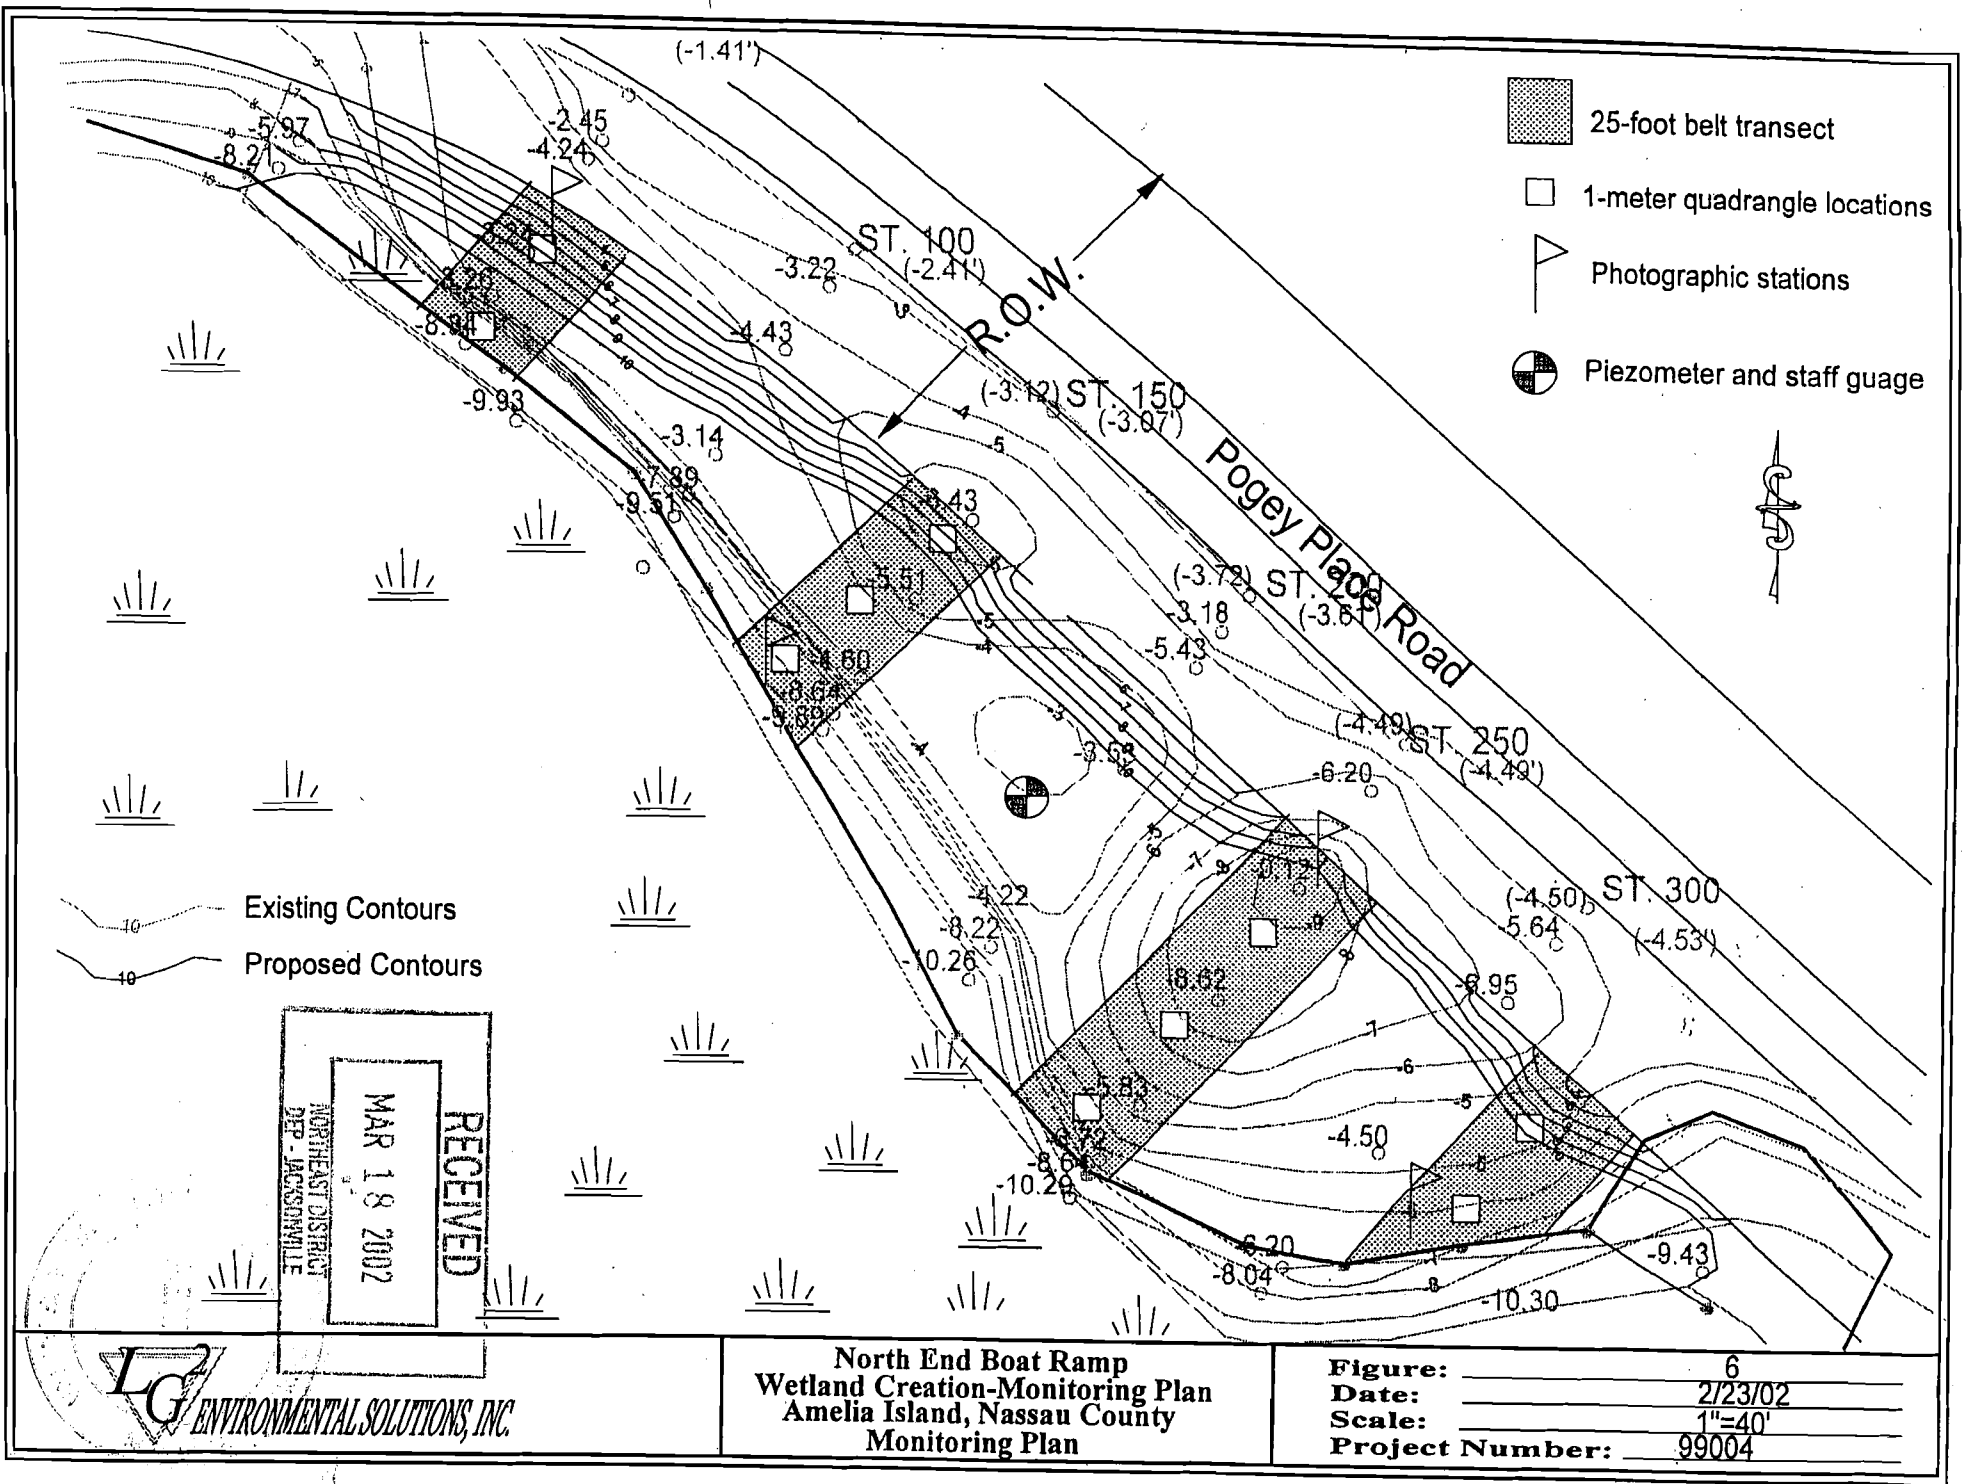 (-1.41')
25-foot belt transect
1-meter quadrangle locations
Photographic stations
Piezometer and staff guage
-5.97
-8.21
-2.45
-4.24
ST. 100
(-2.41')
-3.22
R.O.W.
-3.26
-4.43
-9.93
-3.14
(-3.12)
ST. 150
(-3.07')
Pogey Place Road
-7.89
-9.51
-5.51
(-3.72)
(-3.61')
-3.18
-5.43
-4.60
-8.64
-9.89
(-4.49)
ST. 250
(-4.49')
-6.20
-4.22
-8.22
-10.26
(-4.50)
ST. 300
-5.64
(-4.53')
-6.95
-8.62
-5.83
-4.50
-8.64
-10.29
-6.20
-8.04
-9.43
-10.30
10
Existing Contours
10
Proposed Contours
RECEIVED
MAR 18 2002
NORTHEAST DISTRICT
DEP - JACKSONVILLE
LG2
ENVIRONMENTAL SOLUTIONS, INC.
North End Boat Ramp
Wetland Creation-Monitoring Plan
Amelia Island, Nassau County
Monitoring Plan
Figure: 6
Date: 2/23/02
Scale: 1"=40'
Project Number: 99004